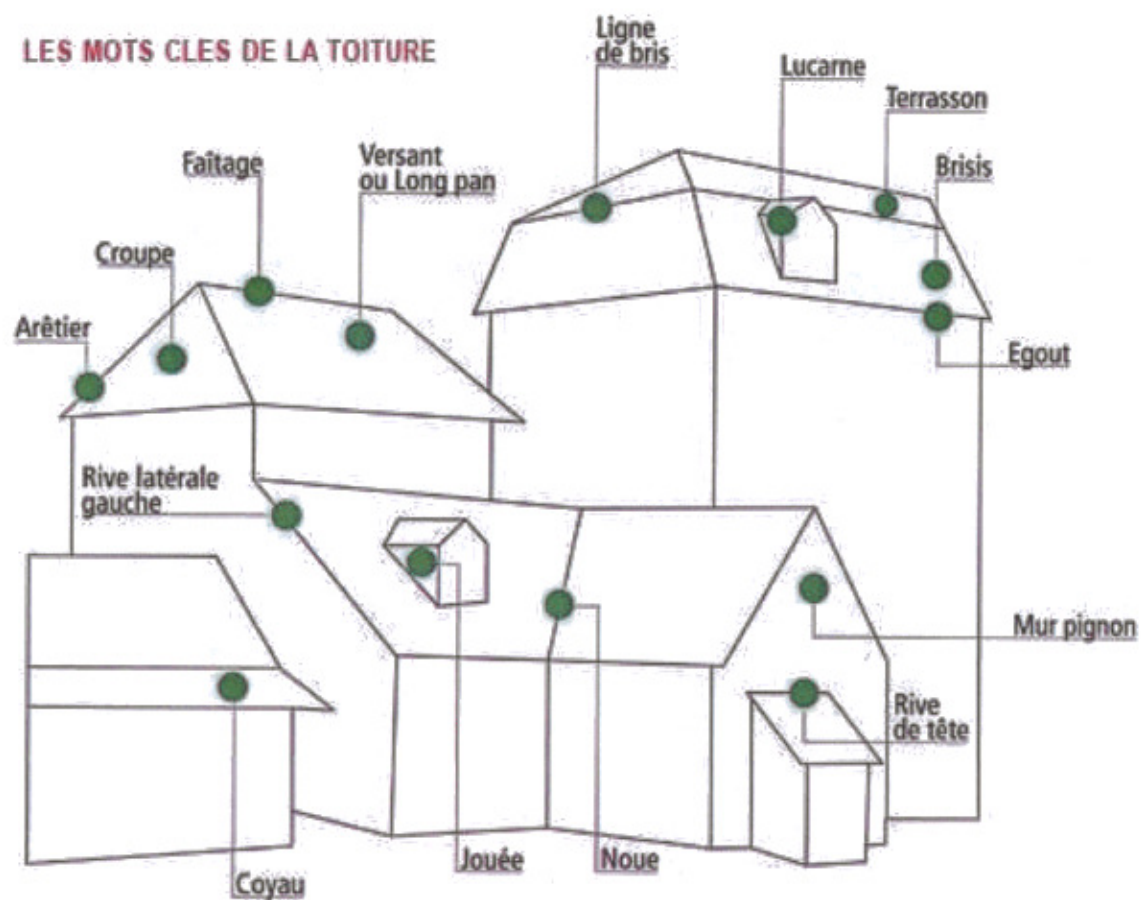 LES MOTS CLES DE LA TOITURE
Ligne
de bris
Lucarne
Terrasson
Brisis
Faîtage
Versant
ou Long pan
Croupe
Arêtier
Egout
Rive latérale
gauche
Mur pignon
Rive
de tête
Jouée
Noue
Coyau